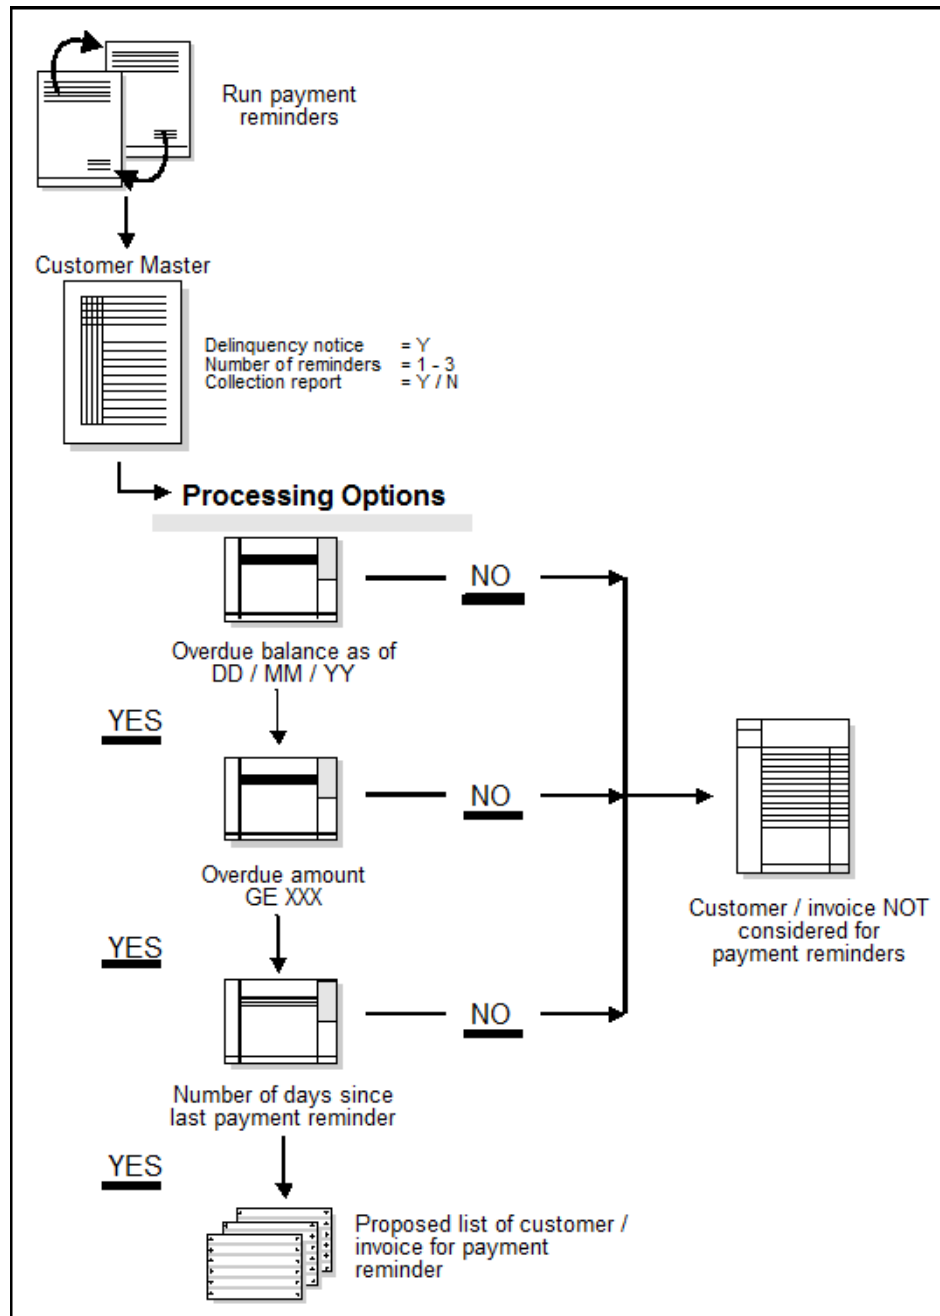 Run payment
reminders
Customer Master
Delinquency notice = Y
Number of reminders = 1 - 3
Collection report = Y / N
Processing Options
NO
Overdue balance as of
DD / MM / YY
YES
NO
Overdue amount
GE XXX
Customer / invoice NOT
considered for
payment reminders
YES
NO
Number of days since
last payment reminder
YES
Proposed list of customer /
invoice for payment
reminder